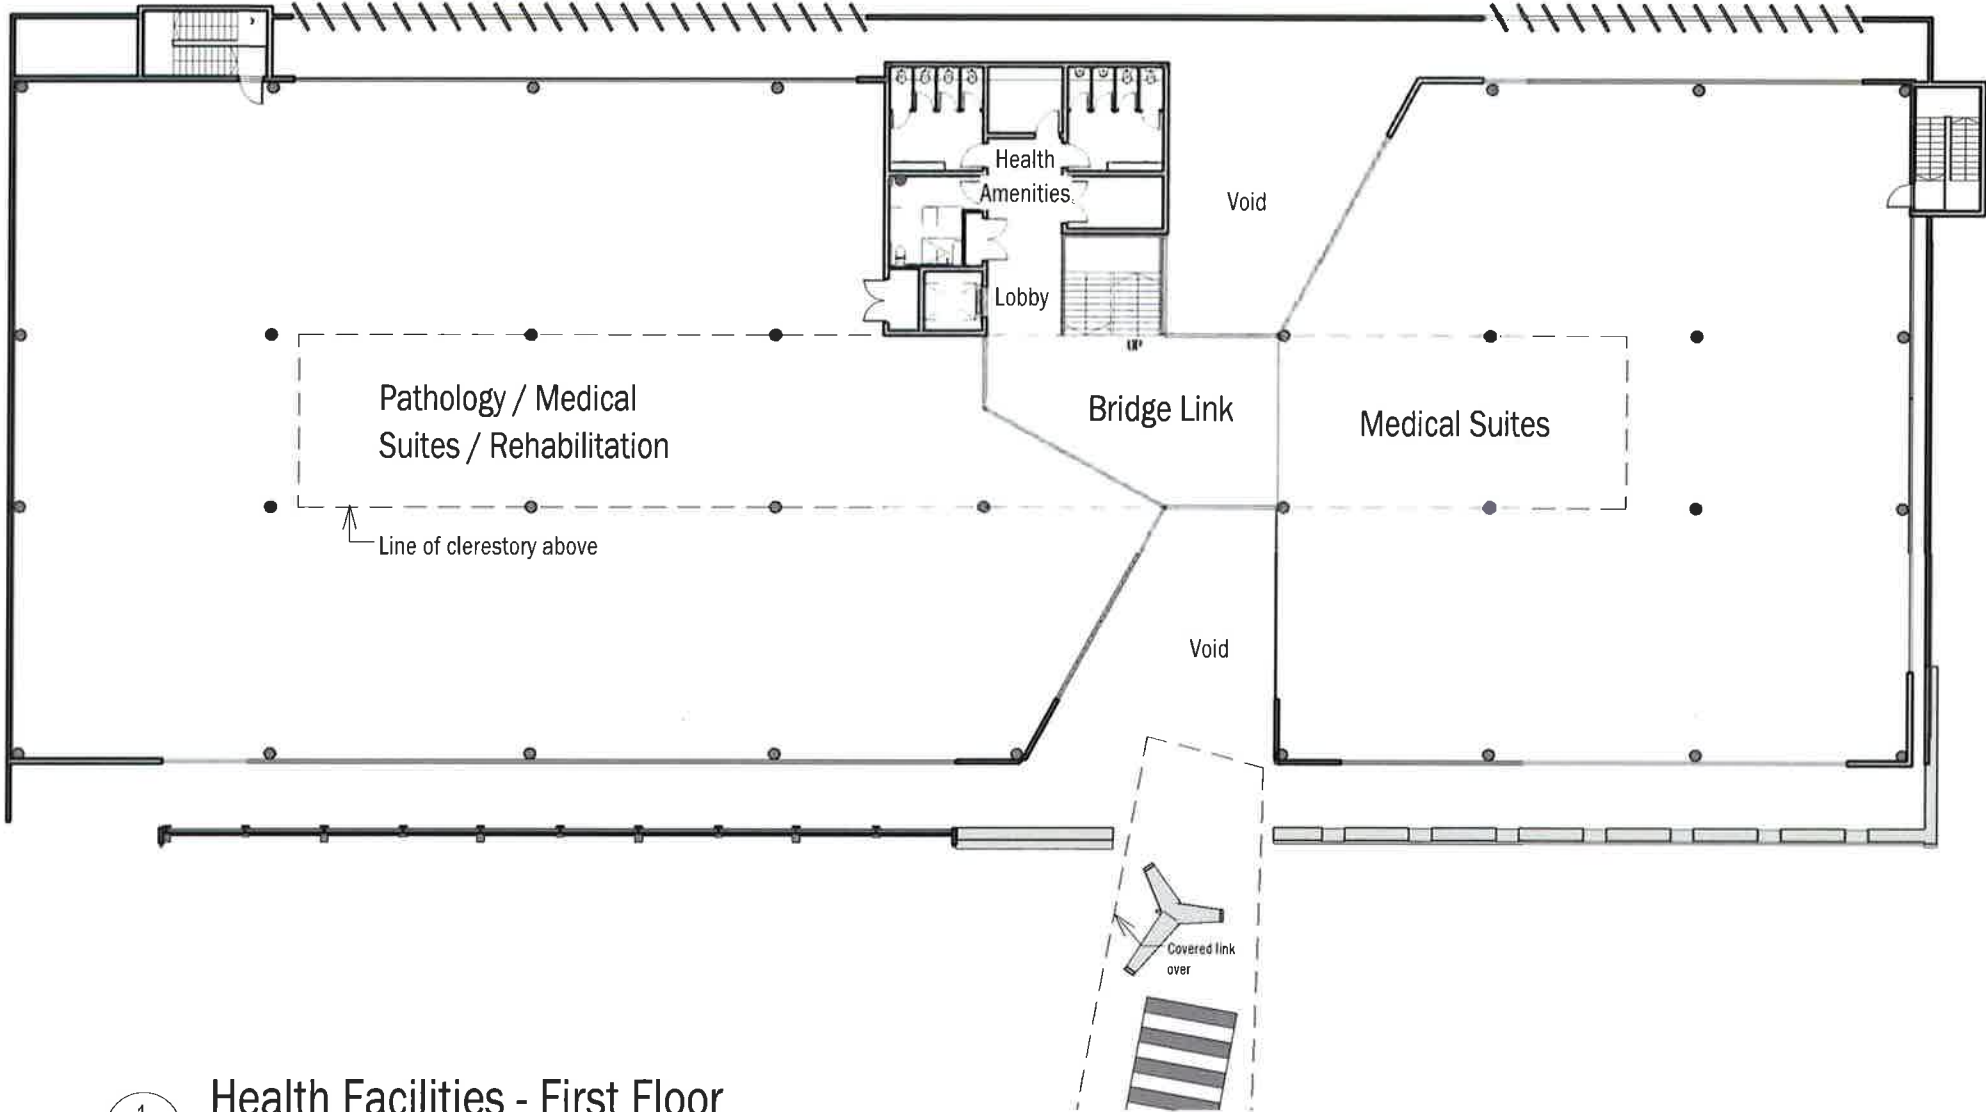 Health
Amenities
Void
Lobby
UP
Pathology / Medical
Suites / Rehabilitation
Bridge Link
Medical Suites
Line of clerestory above
Void
Covered link
over
1
Health Facilities - First Floor